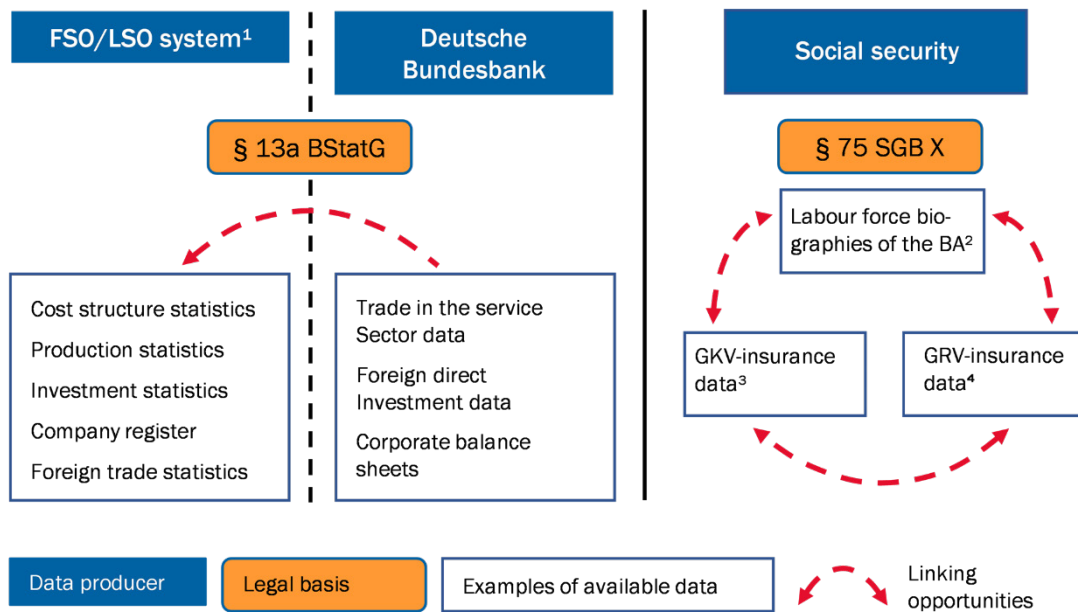 FSO/LSO system¹
Deutsche
Bundesbank
Social security
§ 13a BStatG
§ 75 SGB X
Labour force bio-
graphies of the BA²
Cost structure statistics
Production statistics
Investment statistics
Company register
Foreign trade statistics
Trade in the service
Sector data
Foreign direct
Investment data
Corporate balance
sheets
GKV-insurance
data³
GRV-insurance
data⁴
Data producer
Legal basis
Examples of available data
Linking
opportunities